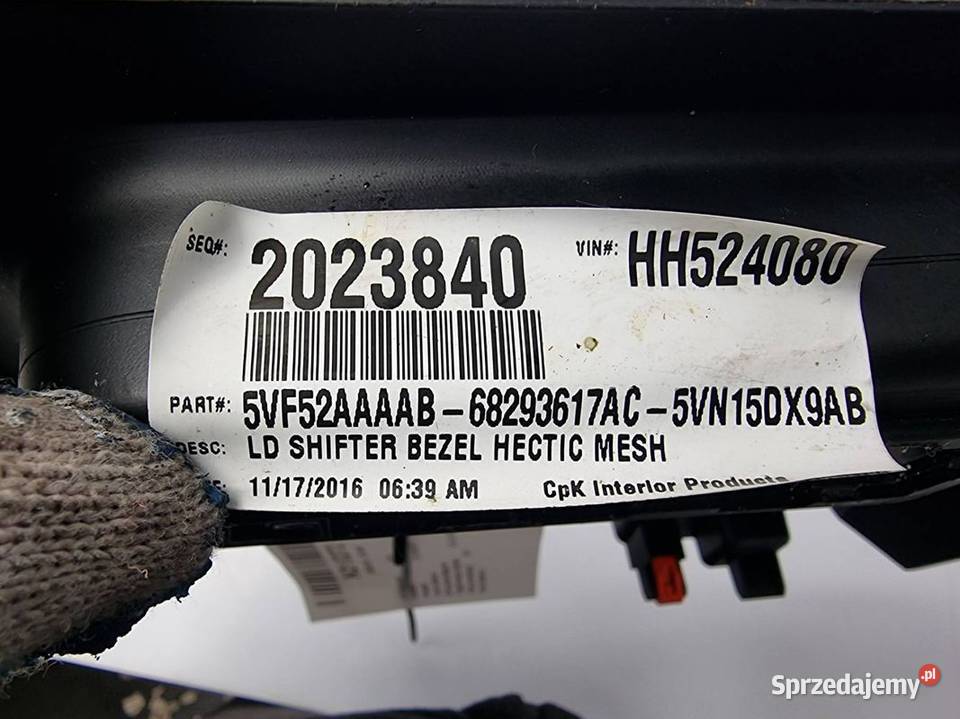 SEQ#: 2023840 VIN#: HH524080
PART#: 5VF52AAAAB-68293617AC-5VN15DX9AB
DESC: LD SHIFTER BEZEL HECTIC MESH
11/17/2016 06:39 AM CpK Interior Products
Sprzedajemy.pl